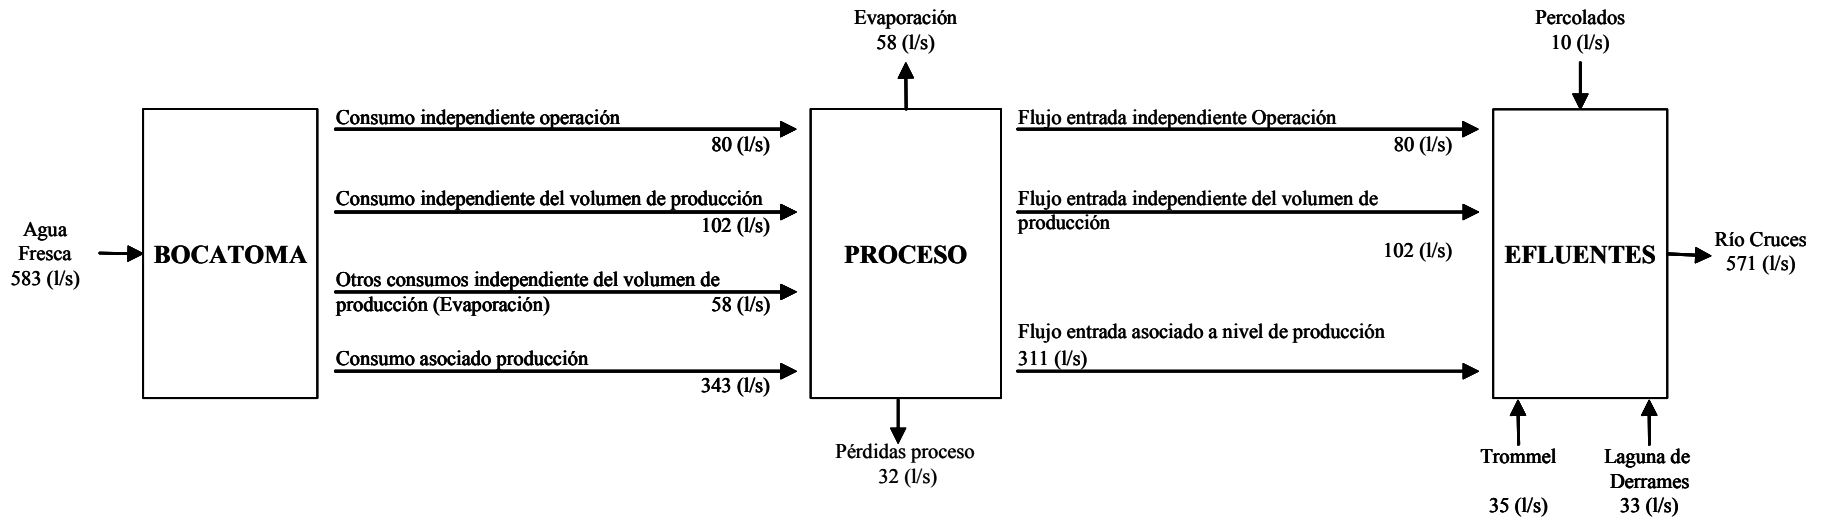 Evaporación
58 (l/s)
Percolados
10 (l/s)
Agua
Fresca
583 (l/s)
BOCATOMA
Consumo independiente operación
80 (l/s)
Consumo independiente del volumen de producción
102 (l/s)
Otros consumos independiente del volumen de
producción (Evaporación)
58 (l/s)
Consumo asociado producción
343 (l/s)
PROCESO
Pérdidas proceso
32 (l/s)
Flujo entrada independiente Operación
80 (l/s)
Flujo entrada independiente del volumen de
producción
102 (l/s)
Flujo entrada asociado a nivel de producción
311 (l/s)
EFLUENTES
Río Cruces
571 (l/s)
Trommel
35 (l/s)
Laguna de
Derrames
33 (l/s)